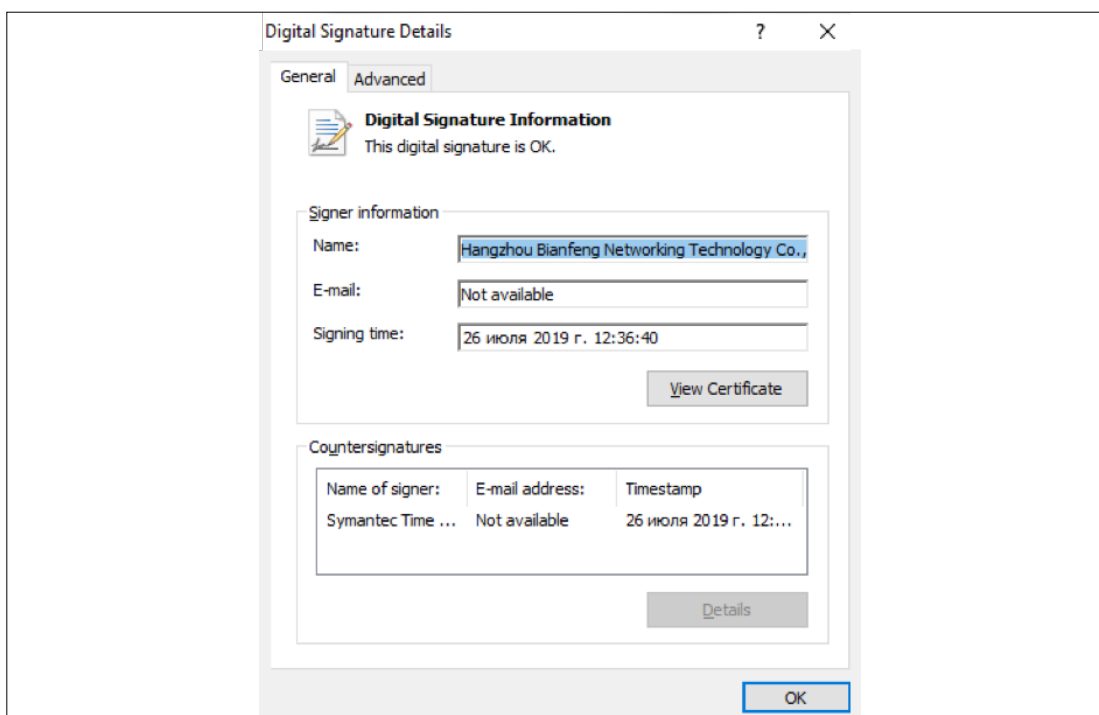 Digital Signature Details ?
General Advanced
Digital Signature Information
This digital signature is OK.
Signer information
Name: Hangzhou Bianfeng Networking Technology Co.,
E-mail: Not available
Signing time: 26 июля 2019 г. 12:36:40
View Certificate
Countersignatures
Name of signer: E-mail address: Timestamp
Symantec Time ... Not available 26 июля 2019 г. 12:...
Details
OK